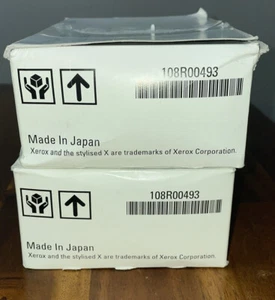 108R00493
Made In Japan
Xerox and the stylised X are trademarks of Xerox Corporation.
108R00493
Made In Japan
Xerox and the stylised X are trademarks of Xerox Corporation.